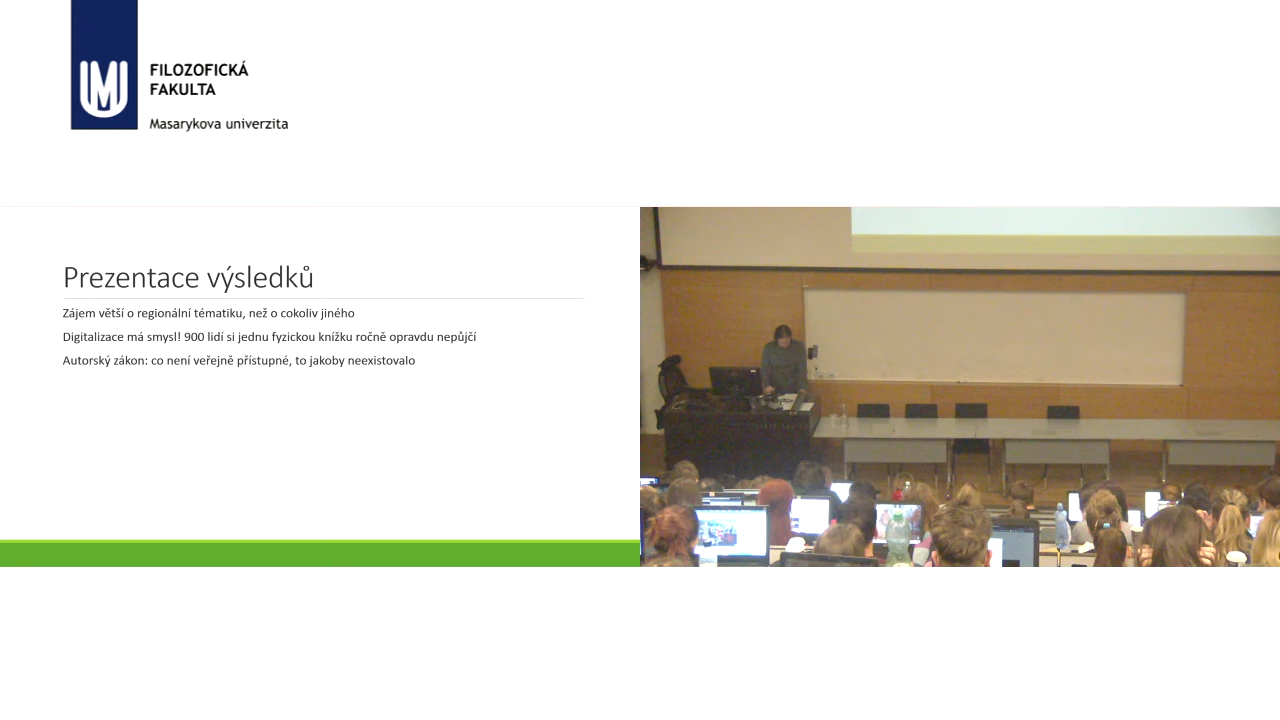 FILOZOFICKÁ
FAKULTA
Masarykova univerzita
Prezentace výsledků
Zájem větší o regionální tématiku, než o cokoliv jiného
Digitalizace má smysl! 900 lidí si jednu fyzickou knížku ročně opravdu nepůjčí
Autorský zákon: co není veřejně přístupné, to jakoby neexistovalo